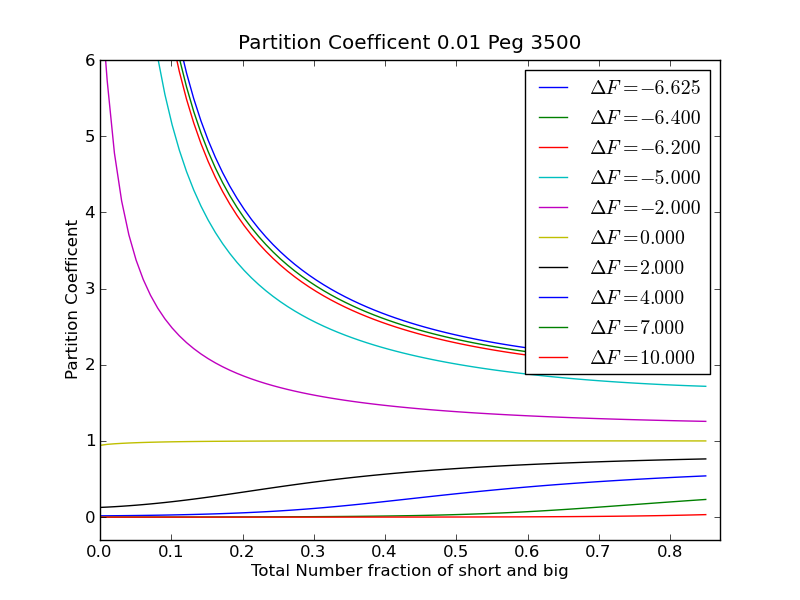 Partition Coefficent 0.01 Peg 3500
6
5
4
3
2
1
0
Partition Coefficent
ΔF=−6.625
ΔF=−6.400
ΔF=−6.200
ΔF=−5.000
ΔF=−2.000
ΔF=0.000
ΔF=2.000
ΔF=4.000
ΔF=7.000
ΔF=10.000
0.0 0.1 0.2 0.3 0.4 0.5 0.6 0.7 0.8
Total Number fraction of short and big